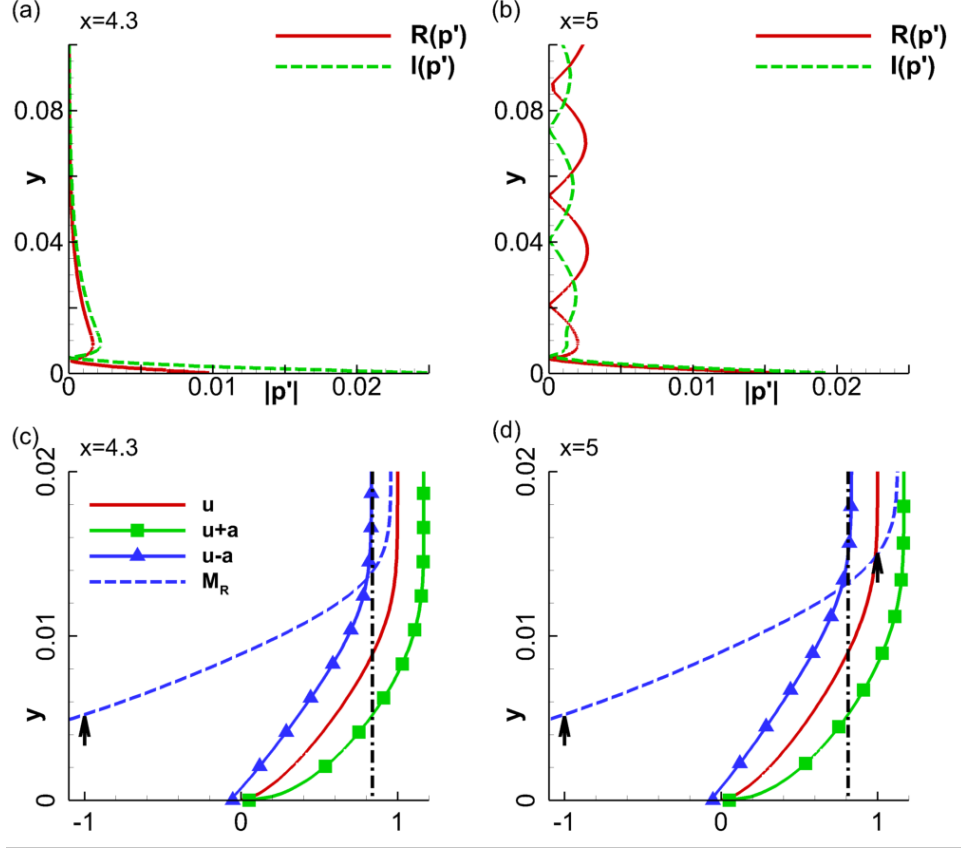 (a) x=4.3
R(p')
I(p')
0.08
y
0.04
0
0 0.01 0.02
|p'|
(b) x=5
R(p')
I(p')
0.08
y
0.04
0
0 0.01 0.02
|p'|
(c) x=4.3
0.02
u
u+a
u-a
M_R
y
0.01
0
-1 0 1
(d) x=5
0.02
y
0.01
0
-1 0 1